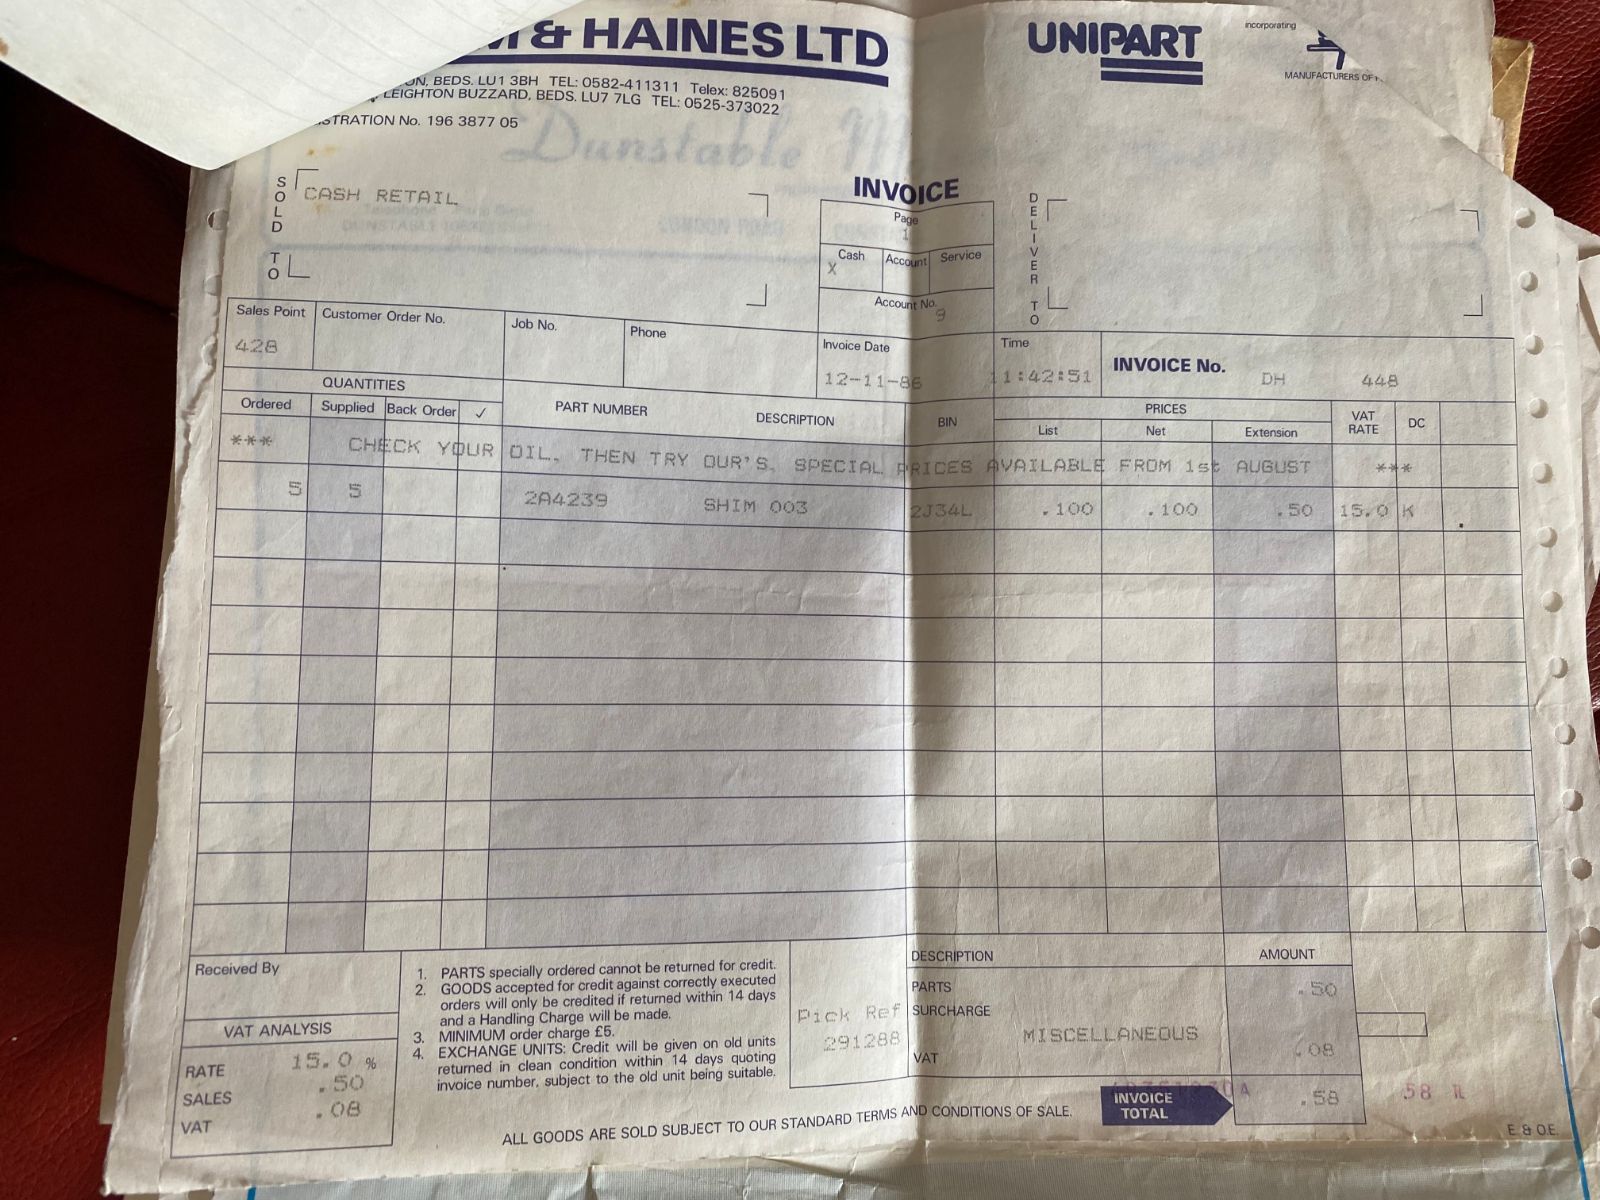 & HAINES LTD
UNIPART
incorporating
MANUFACTURERS OF
BEDS. LU1 3BH TEL: 0582-411311 Telex: 825091
LEIGHTON BUZZARD, BEDS. LU7 7LG TEL: 0525-373022
STRATION No. 196 3877 05
Dunstable
SOLD TO
CASH RETAIL
INVOICE
Page
1
Cash Account Service
X
Account No.
9
DELIVER TO
Sales Point Customer Order No. Job No. Phone Invoice Date Time INVOICE No.
428 12-11-86 11:42:51 DH 448
QUANTITIES PART NUMBER DESCRIPTION BIN PRICES VAT RATE DC
Ordered Supplied Back Order ✓ List Net Extension
*** CHECK YOUR OIL, THEN TRY OUR'S, SPECIAL PRICES AVAILABLE FROM 1st AUGUST ***
5 5 2A4239 SHIM 003 2J34L .100 .100 .50 15.0 K
Received By
1. PARTS specially ordered cannot be returned for credit.
2. GOODS accepted for credit against correctly executed
orders will only be credited if returned within 14 days
and a Handling Charge will be made.
3. MINIMUM order charge £5.
4. EXCHANGE UNITS: Credit will be given on old units
returned in clean condition within 14 days quoting
invoice number, subject to the old unit being suitable.
VAT ANALYSIS
RATE 15.0 %
SALES .50
VAT .08
Pick Ref
291288
DESCRIPTION AMOUNT
PARTS .50
SURCHARGE
MISCELLANEOUS
VAT .08
INVOICE TOTAL .58
.58
ALL GOODS ARE SOLD SUBJECT TO OUR STANDARD TERMS AND CONDITIONS OF SALE.
E. & O.E.